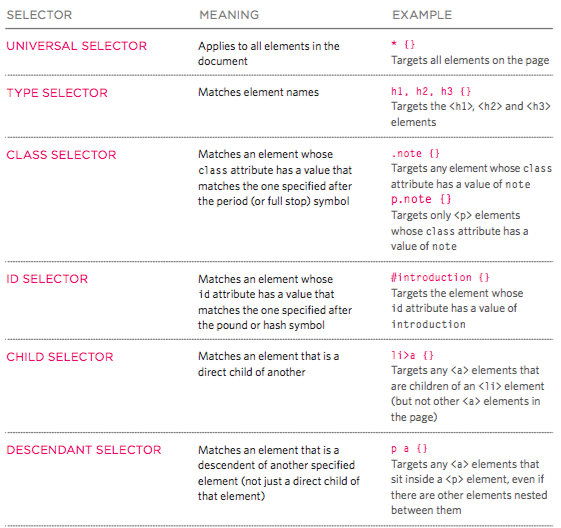 SELECTOR MEANING EXAMPLE
UNIVERSAL SELECTOR
Applies to all elements in the
document
* {}
Targets all elements on the page
TYPE SELECTOR
Matches element names
h1, h2, h3 {}
Targets the <h1>, <h2> and <h3>
elements
CLASS SELECTOR
Matches an element whose
class attribute has a value that
matches the one specified after
the period (or full stop) symbol
.note {}
Targets any element whose class
attribute has a value of note
p.note {}
Targets only <p> elements
whose class attribute has a
value of note
ID SELECTOR
Matches an element whose
id attribute has a value that
matches the one specified after
the pound or hash symbol
#introduction {}
Targets the element whose
id attribute has a value of
introduction
CHILD SELECTOR
Matches an element that is a
direct child of another
li>a {}
Targets any <a> elements that
are children of an <li> element
(but not other <a> elements in
the page)
DESCENDANT SELECTOR
Matches an element that is a
descendent of another specified
element (not just a direct child of
that element)
p a {}
Targets any <a> elements that
sit inside a <p> element, even if
there are other elements nested
between them